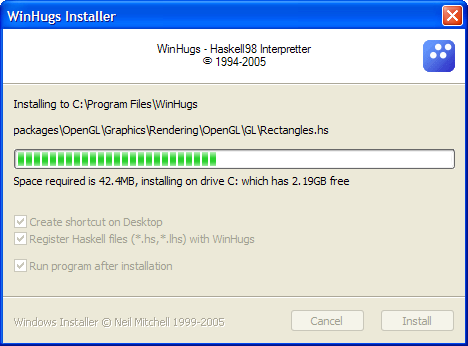 WinHugs Installer
WinHugs - Haskell98 Interpretter
© 1994-2005
Installing to C:\Program Files\WinHugs
packages\OpenGL\Graphics\Rendering\OpenGL\GL\Rectangles.hs
Space required is 42.4MB, installing on drive C: which has 2.19GB free
Create shortcut on Desktop
Register Haskell files (*.hs,*.lhs) with WinHugs
Run program after installation
Windows Installer © Neil Mitchell 1999-2005
Cancel
Install